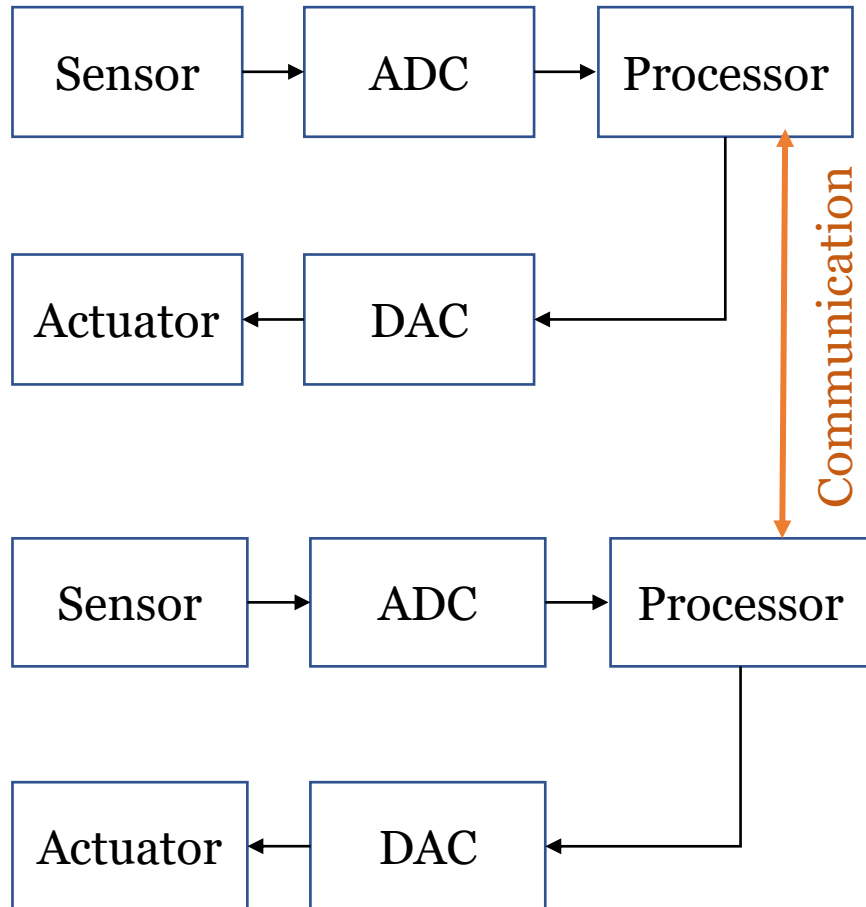 Sensor
ADC
Processor
Communication
Actuator
DAC
Sensor
ADC
Processor
Actuator
DAC